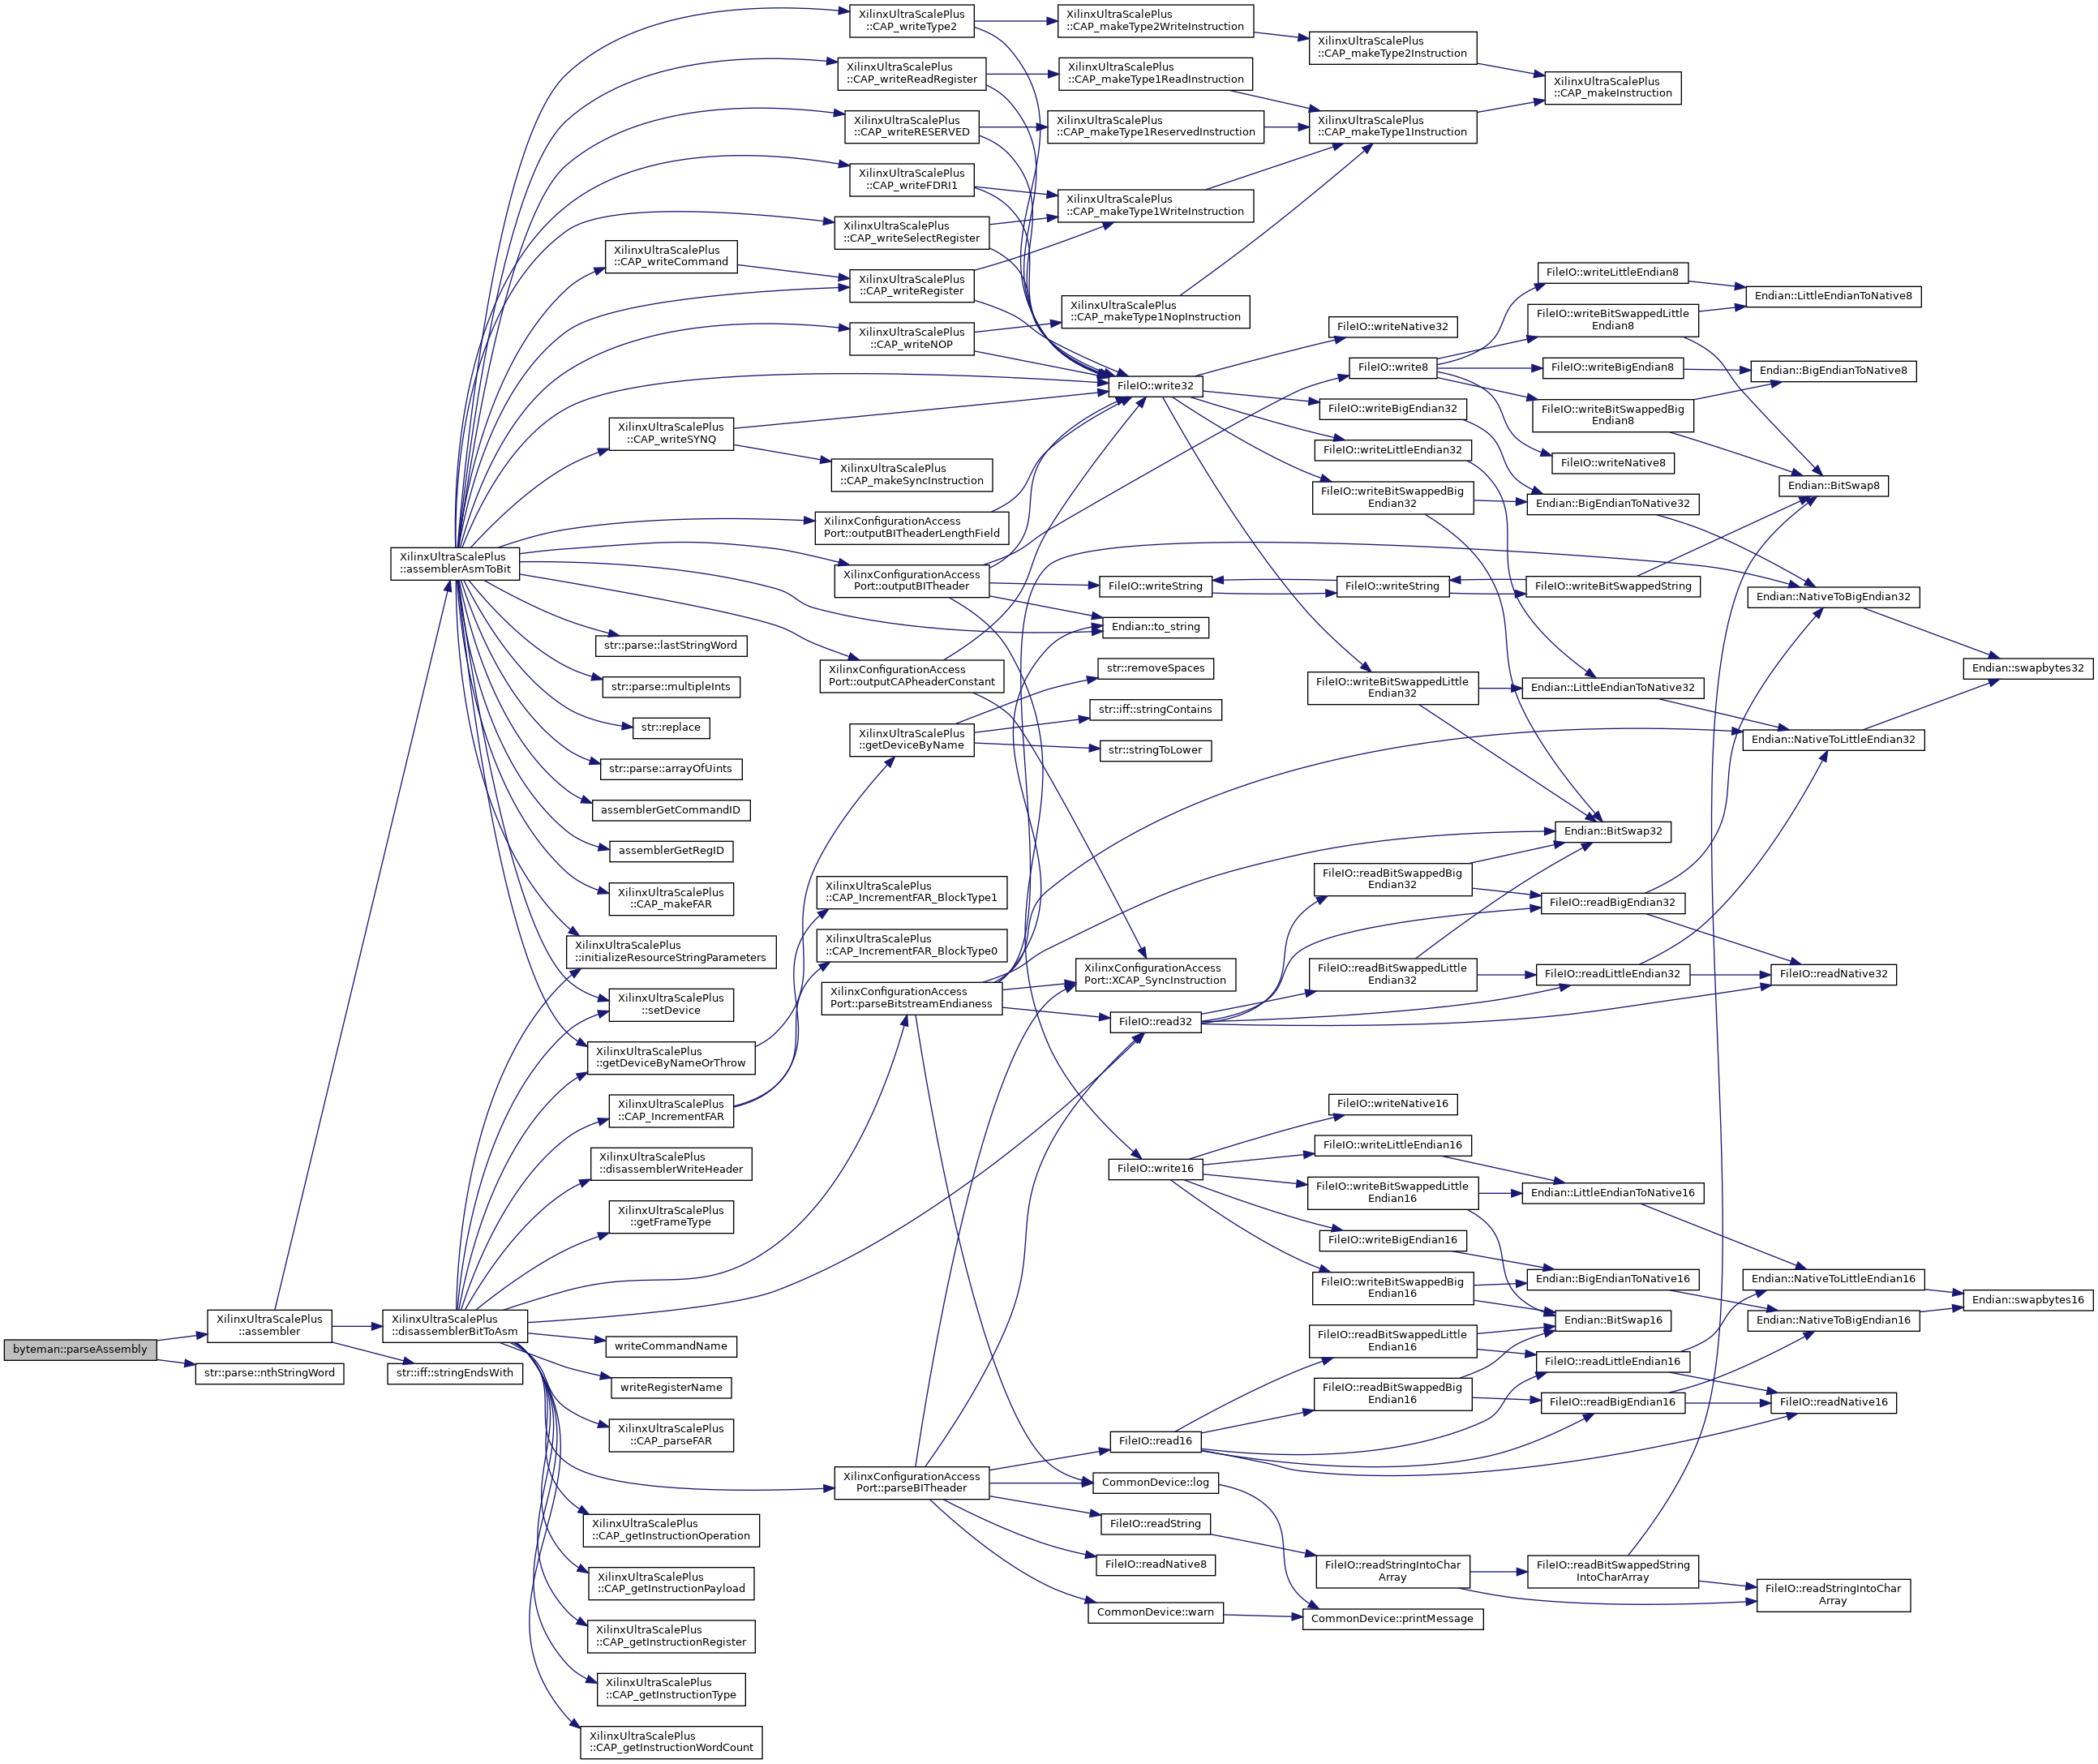 byteman::parseAssembly
XilinxUltraScalePlus
::assembler
str::parse::nthStringWord
XilinxUltraScalePlus
::assemblerAsmToBit
XilinxUltraScalePlus
::disassemblerBitToAsm
str::iff::stringEndsWith
XilinxUltraScalePlus
::CAP_writeCommand
XilinxUltraScalePlus
::CAP_writeSYNQ
str::parse::lastStringWord
str::parse::multipleInts
str::replace
str::parse::arrayOfUints
assemblerGetCommandID
assemblerGetRegID
XilinxUltraScalePlus
::CAP_makeFAR
XilinxUltraScalePlus
::initializeResourceStringParameters
XilinxUltraScalePlus
::setDevice
XilinxUltraScalePlus
::getDeviceByNameOrThrow
XilinxUltraScalePlus
::CAP_IncrementFAR
XilinxUltraScalePlus
::disassemblerWriteHeader
XilinxUltraScalePlus
::getFrameType
writeCommandName
writeRegisterName
XilinxUltraScalePlus
::CAP_parseFAR
XilinxUltraScalePlus
::CAP_getInstructionOperation
XilinxUltraScalePlus
::CAP_getInstructionPayload
XilinxUltraScalePlus
::CAP_getInstructionRegister
XilinxUltraScalePlus
::CAP_getInstructionType
XilinxUltraScalePlus
::CAP_getInstructionWordCount
XilinxUltraScalePlus
::CAP_writeType2
XilinxUltraScalePlus
::CAP_writeReadRegister
XilinxUltraScalePlus
::CAP_writeRESERVED
XilinxUltraScalePlus
::CAP_writeFDRI1
XilinxUltraScalePlus
::CAP_writeSelectRegister
XilinxUltraScalePlus
::CAP_writeRegister
XilinxUltraScalePlus
::CAP_writeNOP
XilinxUltraScalePlus
::CAP_makeSyncInstruction
XilinxConfigurationAccess
Port::outputBITheaderLengthField
XilinxConfigurationAccess
Port::outputBITheader
XilinxConfigurationAccess
Port::outputCAPheaderConstant
XilinxUltraScalePlus
::getDeviceByName
XilinxUltraScalePlus
::CAP_IncrementFAR_BlockType1
XilinxUltraScalePlus
::CAP_IncrementFAR_BlockType0
XilinxConfigurationAccess
Port::parseBitstreamEndianess
XilinxConfigurationAccess
Port::parseBITheader
XilinxUltraScalePlus
::CAP_makeType2WriteInstruction
XilinxUltraScalePlus
::CAP_makeType1ReadInstruction
XilinxUltraScalePlus
::CAP_makeType1ReservedInstruction
XilinxUltraScalePlus
::CAP_makeType1WriteInstruction
XilinxUltraScalePlus
::CAP_makeType1NopInstruction
FileIO::write32
FileIO::writeString
Endian::to_string
str::removeSpaces
str::iff::stringContains
str::stringToLower
XilinxConfigurationAccess
Port::XCAP_SyncInstruction
FileIO::read32
FileIO::write16
FileIO::read16
CommonDevice::log
FileIO::readString
FileIO::readNative8
CommonDevice::warn
XilinxUltraScalePlus
::CAP_makeType2Instruction
XilinxUltraScalePlus
::CAP_makeType1Instruction
FileIO::writeNative32
FileIO::write8
FileIO::writeBigEndian32
FileIO::writeLittleEndian32
FileIO::writeBitSwappedBig
Endian32
FileIO::writeString
FileIO::writeBitSwappedLittle
Endian32
FileIO::readBitSwappedBig
Endian32
FileIO::readBitSwappedLittle
Endian32
FileIO::writeNative16
FileIO::writeLittleEndian16
FileIO::writeBitSwappedLittle
Endian16
FileIO::writeBigEndian16
FileIO::writeBitSwappedBig
Endian16
FileIO::readBitSwappedLittle
Endian16
FileIO::readBitSwappedBig
Endian16
FileIO::readStringIntoChar
Array
CommonDevice::printMessage
XilinxUltraScalePlus
::CAP_makeInstruction
FileIO::writeLittleEndian8
FileIO::writeBitSwappedLittle
Endian8
FileIO::writeBigEndian8
FileIO::writeBitSwappedBig
Endian8
FileIO::writeNative8
Endian::BigEndianToNative32
FileIO::writeBitSwappedString
Endian::LittleEndianToNative32
Endian::BitSwap32
FileIO::readBigEndian32
FileIO::readLittleEndian32
Endian::LittleEndianToNative16
Endian::BigEndianToNative16
Endian::BitSwap16
FileIO::readLittleEndian16
FileIO::readBigEndian16
FileIO::readBitSwappedString
IntoCharArray
Endian::LittleEndianToNative8
Endian::BigEndianToNative8
Endian::BitSwap8
Endian::NativeToBigEndian32
Endian::NativeToLittleEndian32
FileIO::readNative32
Endian::NativeToLittleEndian16
Endian::NativeToBigEndian16
FileIO::readNative16
FileIO::readStringIntoChar
Array
Endian::swapbytes32
Endian::swapbytes16